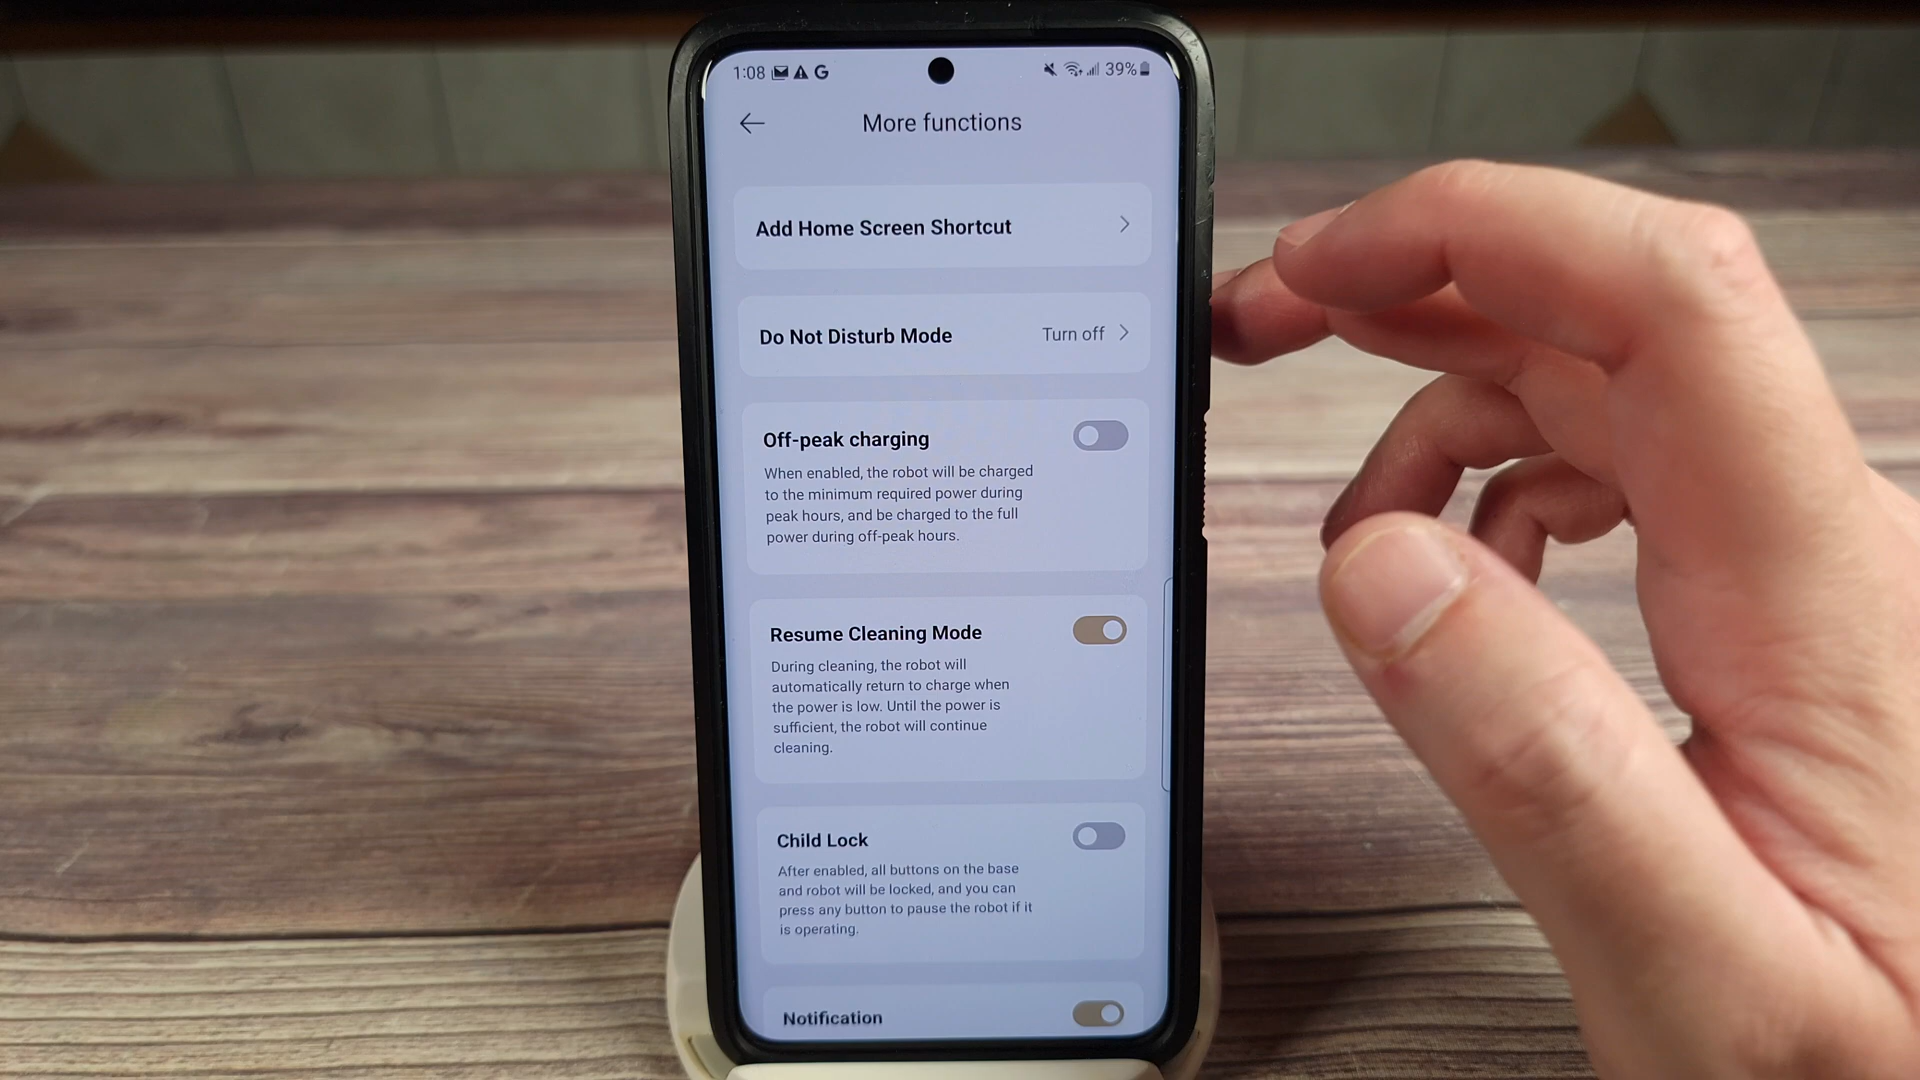 1:08 G 39%
More functions
Add Home Screen Shortcut
Do Not Disturb Mode Turn off
Off-peak charging
When enabled, the robot will be charged
to the minimum required power during
peak hours, and be charged to the full
power during off-peak hours.
Resume Cleaning Mode
During cleaning, the robot will
automatically return to charge when
the power is low. Until the power is
sufficient, the robot will continue
cleaning.
Child Lock
After enabled, all buttons on the base
and robot will be locked, and you can
press any button to pause the robot if it
is operating.
Notification